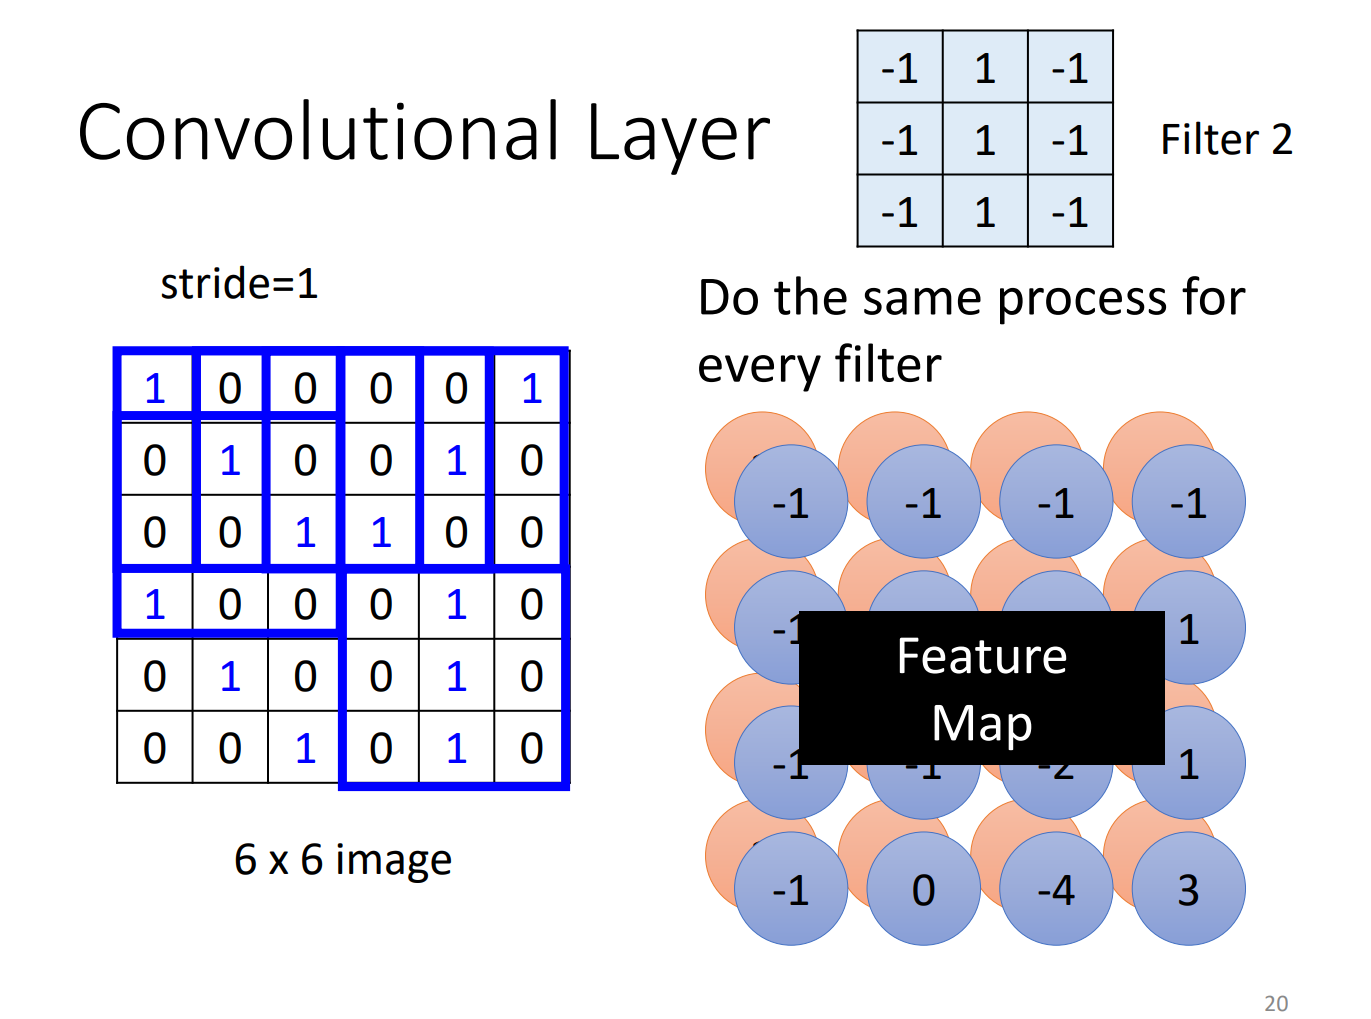 -1 1 -1
-1 1 -1
-1 1 -1
Filter 2
Convolutional Layer
stride=1
1 0 0 0 0 1
0 1 0 0 1 0
0 0 1 1 0 0
1 0 0 0 1 0
0 1 0 0 1 0
0 0 1 0 1 0
6 x 6 image
Do the same process for
every filter
-1 -1 -1 -1
-1 1
Feature
Map
-1 -1 -2 1
-1 0 -4 3
20